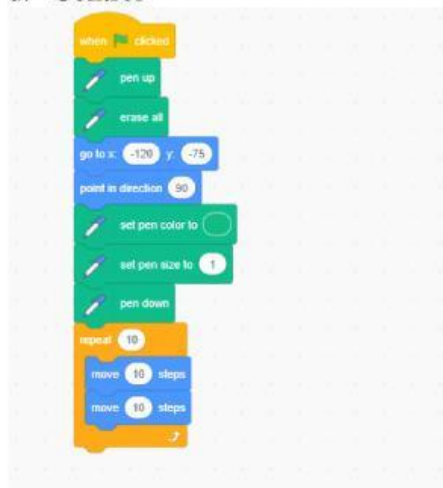 when clicked
pen up
erase all
go to x: -120 y: -75
point in direction 90
set pen color to
set pen size to 1
pen down
repeat 10
move 10 steps
move 10 steps